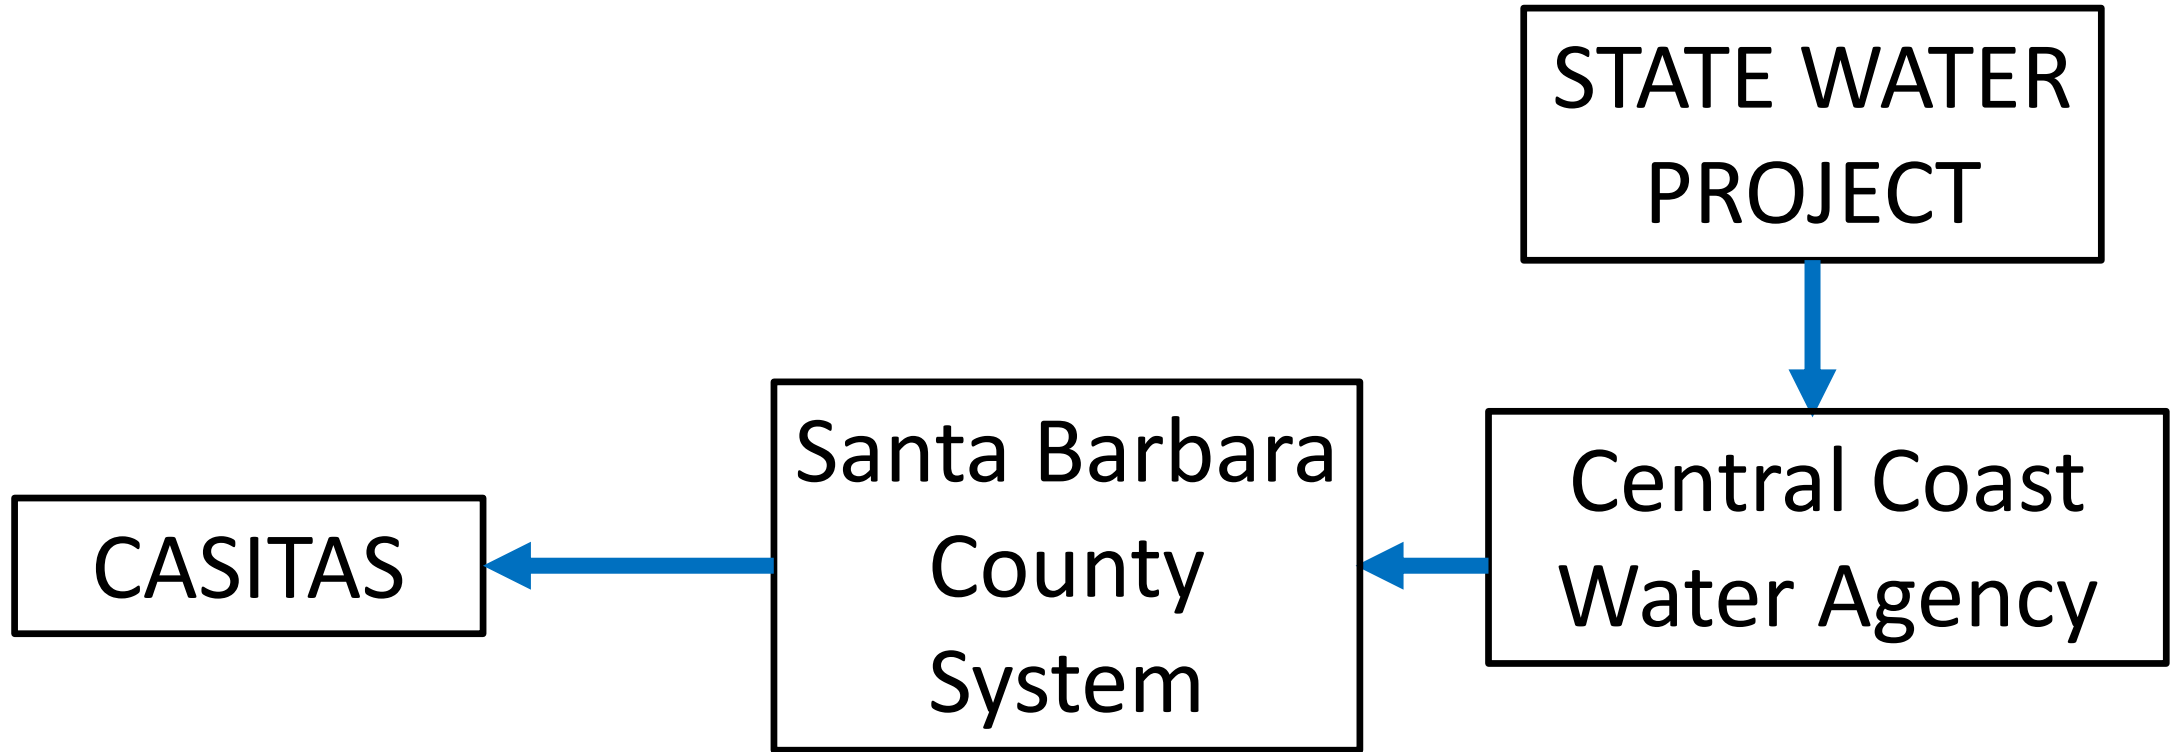 STATE WATER
PROJECT
Central Coast
Water Agency
Santa Barbara
County
System
CASITAS